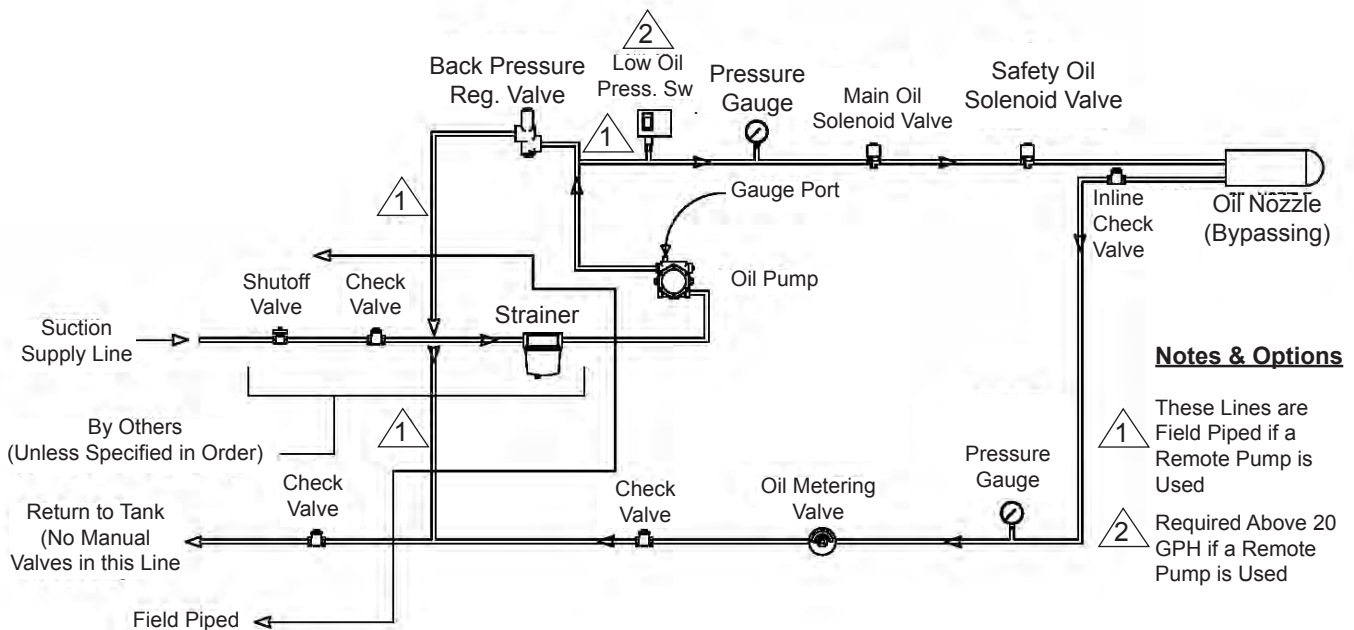 2
Low Oil
Press. Sw
Back Pressure
Reg. Valve
Pressure
Gauge
Main Oil
Solenoid Valve
Safety Oil
Solenoid Valve
1
1
Gauge Port
Inline
Check
Valve
Oil Nozzle
(Bypassing)
Oil Pump
Shutoff
Valve
Check
Valve
Strainer
Suction
Supply Line
By Others
(Unless Specified in Order)
1
Return to Tank
(No Manual
Valves in this Line
Check
Valve
Check
Valve
Oil Metering
Valve
Pressure
Gauge
Field Piped
Notes & Options
1
These Lines are
Field Piped if a
Remote Pump is
Used
2
Required Above 20
GPH if a Remote
Pump is Used